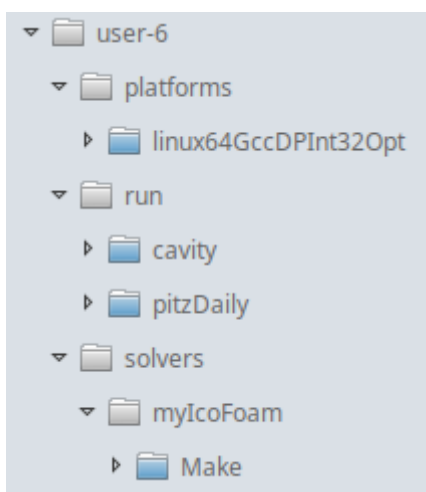 user-6
platforms
linux64GccDPInt32Opt
run
cavity
pitzDaily
solvers
myIcoFoam
Make